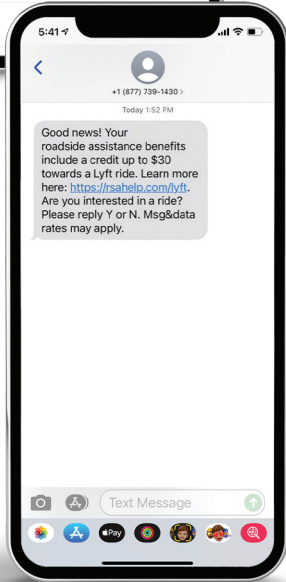 5:41
+1 (877) 739-1430 >
Today 1:52 PM
Good news! Your
roadside assistance benefits
include a credit up to $30
towards a Lyft ride. Learn more
here: https://rsahelp.com/lyft.
Are you interested in a ride?
Please reply Y or N. Msg&data
rates may apply.
Text Message
Pay